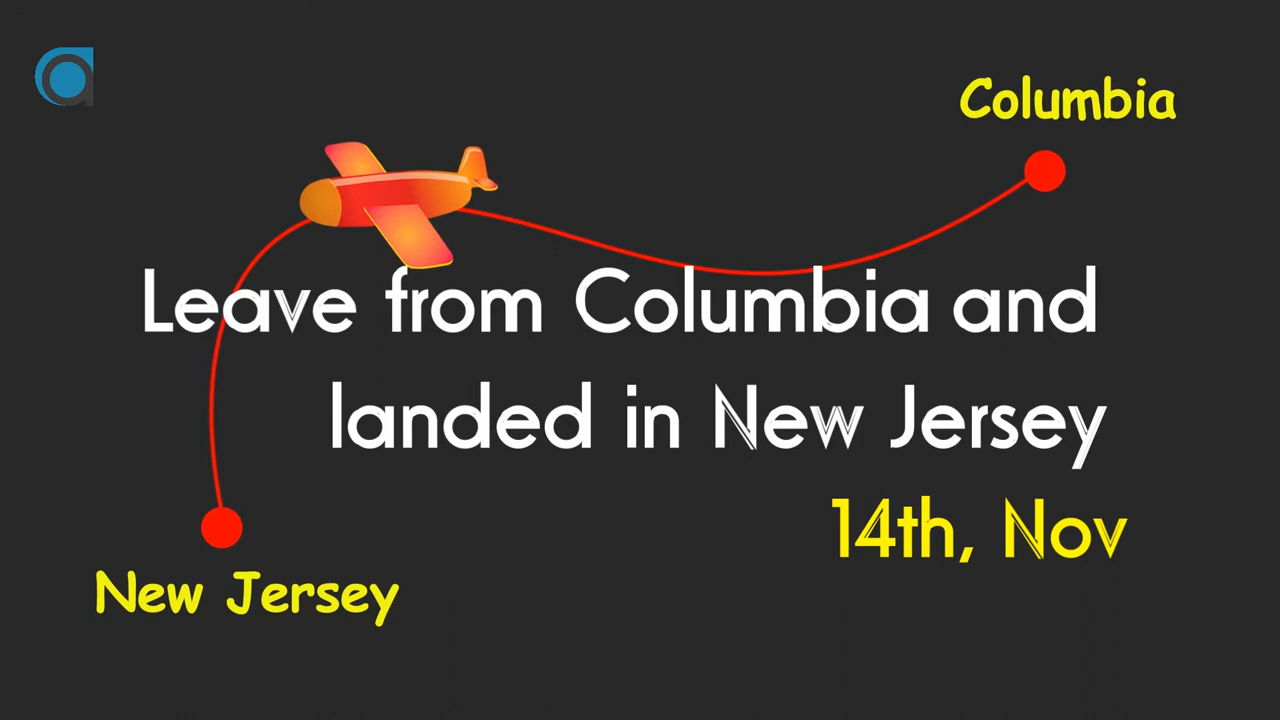 Columbia
Leave from Columbia and
landed in New Jersey
14th, Nov
New Jersey